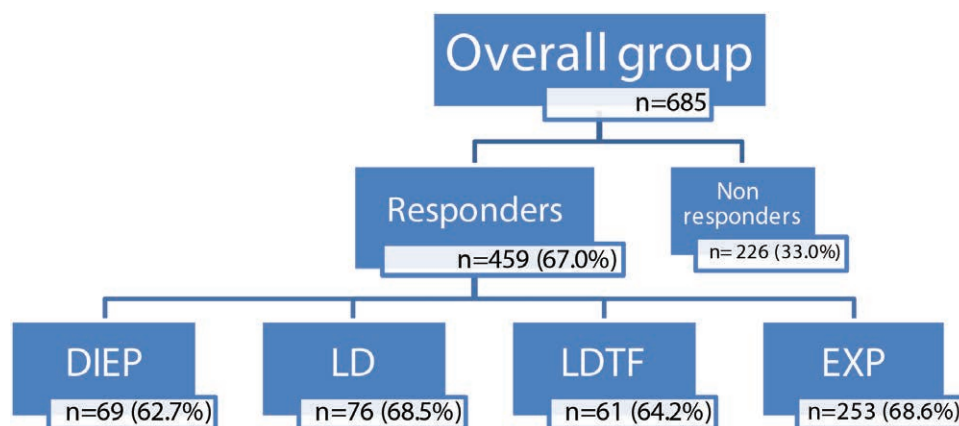 Overall group
n=685
Responders
n=459 (67.0%)
Non
responders
n= 226 (33.0%)
DIEP
n=69 (62.7%)
LD
n=76 (68.5%)
LDTF
n=61 (64.2%)
EXP
n=253 (68.6%)